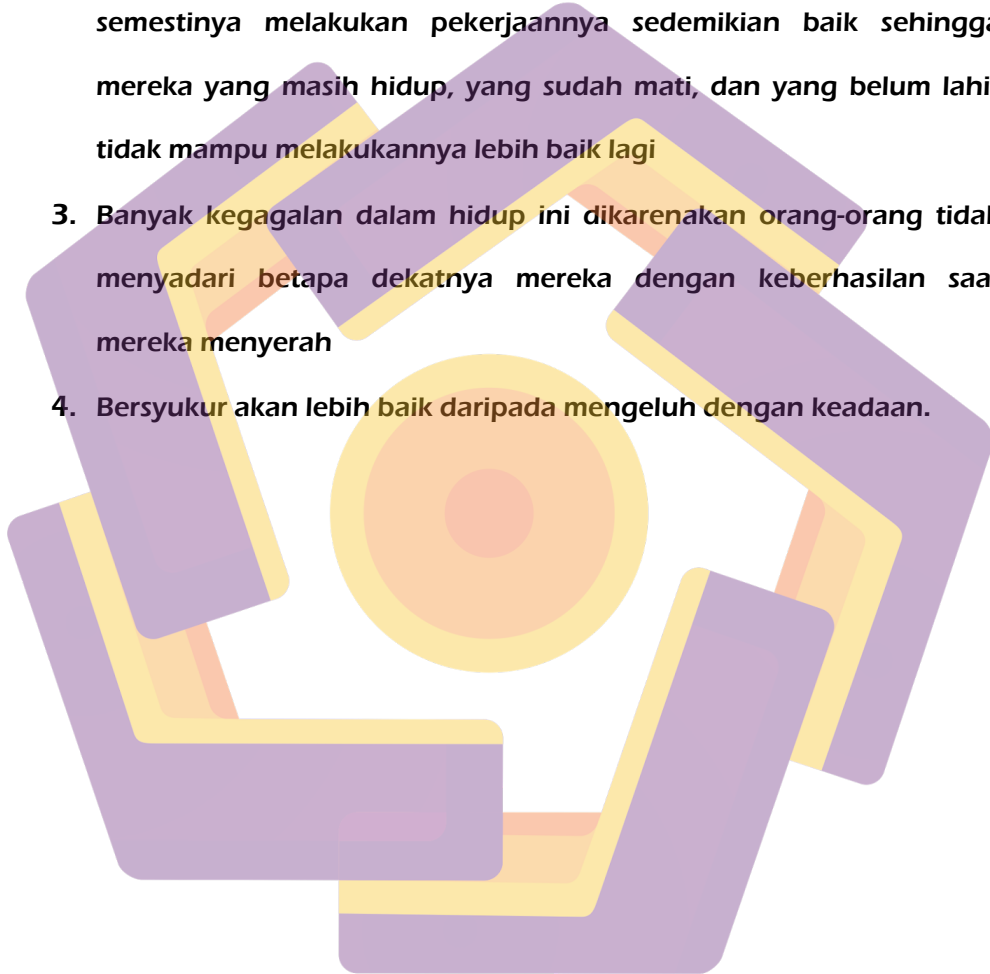 semestinya melakukan pekerjaannya sedemikian baik sehingga
mereka yang masih hidup, yang sudah mati, dan yang belum lahi
tidak mampu melakukannya lebih baik lagi
3. Banyak kegagalan dalam hidup ini dikarenakan orang-orang tidak
menyadari betapa dekatnya mereka dengan keberhasilan saa
mereka menyerah
4. Bersyukur akan lebih baik daripada mengeluh dengan keadaan.